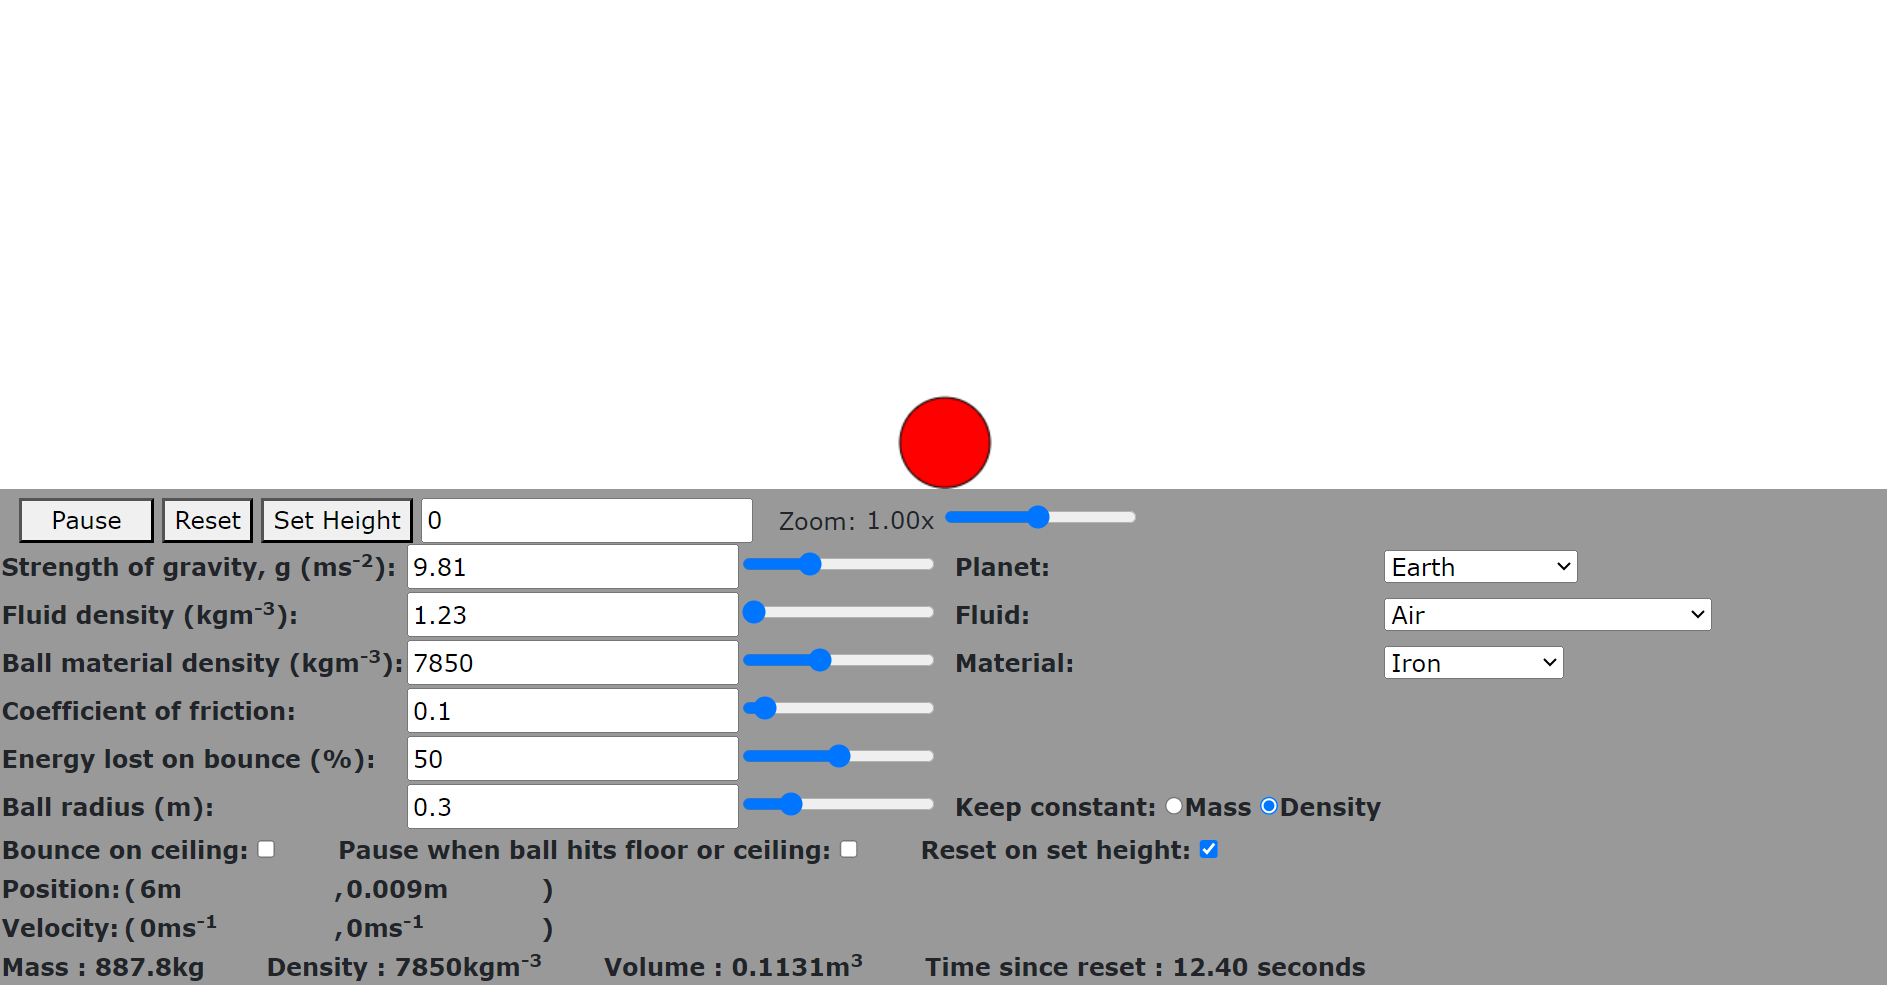 Pause Reset Set Height 0 Zoom: 1.00x
Strength of gravity, g (ms⁻²): 9.81 Planet: Earth
Fluid density (kgm⁻³): 1.23 Fluid: Air
Ball material density (kgm⁻³): 7850 Material: Iron
Coefficient of friction: 0.1
Energy lost on bounce (%): 50
Ball radius (m): 0.3 Keep constant: Mass Density
Bounce on ceiling: Pause when ball hits floor or ceiling: Reset on set height:
Position: ( 6m , 0.009m )
Velocity: ( 0ms⁻¹ , 0ms⁻¹ )
Mass : 887.8kg Density : 7850kgm⁻³ Volume : 0.1131m³ Time since reset : 12.40 seconds